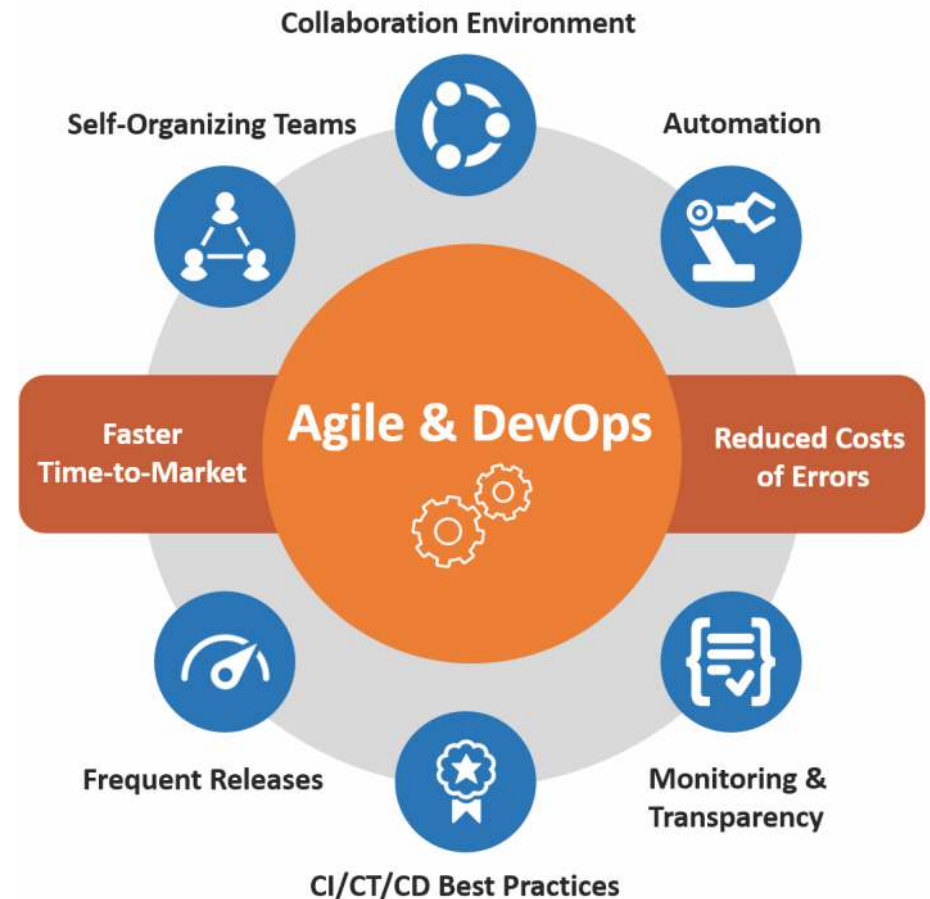 Collaboration Environment
Self-Organizing Teams
Automation
Faster
Time-to-Market
Agile & DevOps
Reduced Costs
of Errors
Frequent Releases
Monitoring &
Transparency
CI/CT/CD Best Practices